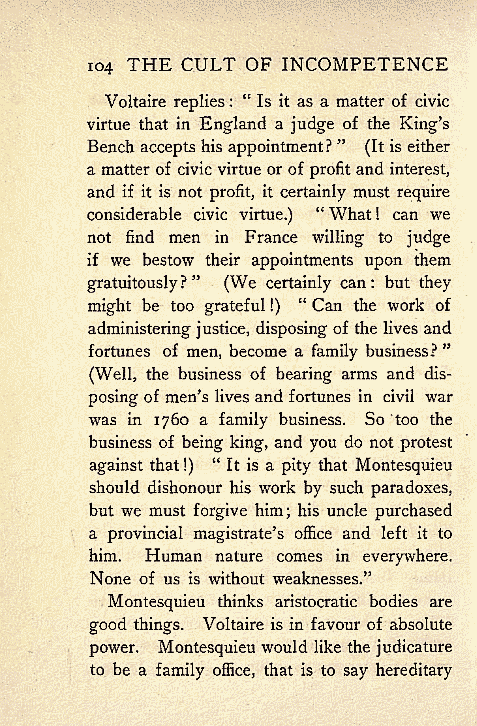 104 THE CULT OF INCOMPETENCE
Voltaire replies: “ Is it as a matter of civic
virtue that in England a judge of the King's
Bench accepts his appointment? ” (It is either
a matter of civic virtue or of profit and interest,
and if it is not profit, it certainly must require
considerable civic virtue.) “ What! can we
not find men in France willing to judge
if we bestow their appointments upon them
gratuitously? ” (We certainly can: but they
might be too grateful!) “ Can the work of
administering justice, disposing of the lives and
fortunes of men, become a family business? ”
(Well, the business of bearing arms and dis-
posing of men's lives and fortunes in civil war
was in 1760 a family business. So too the
business of being king, and you do not protest
against that!) “ It is a pity that Montesquieu
should dishonour his work by such paradoxes,
but we must forgive him; his uncle purchased
a provincial magistrate's office and left it to
him. Human nature comes in everywhere.
None of us is without weaknesses.”
Montesquieu thinks aristocratic bodies are
good things. Voltaire is in favour of absolute
power. Montesquieu would like the judicature
to be a family office, that is to say hereditary